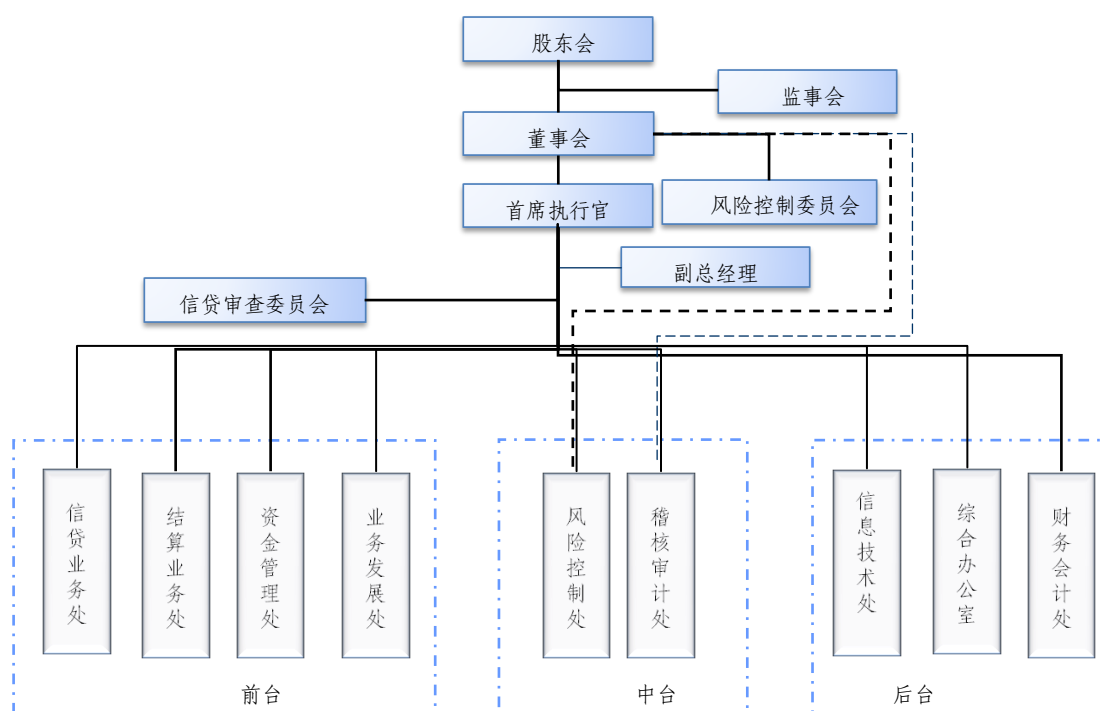 股东会
监事会
董事会
首席执行官
风险控制委员会
副总经理
信贷审查委员会
信贷业务处
结算业务处
资金管理处
业务发展处
风险控制处
稽核审计处
信息技术处
综合办公室
财务会计处
前台
中台
后台